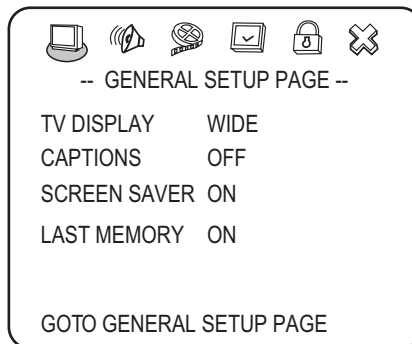 -- GENERAL SETUP PAGE --
TV DISPLAY WIDE
CAPTIONS OFF
SCREEN SAVER ON
LAST MEMORY ON
GOTO GENERAL SETUP PAGE